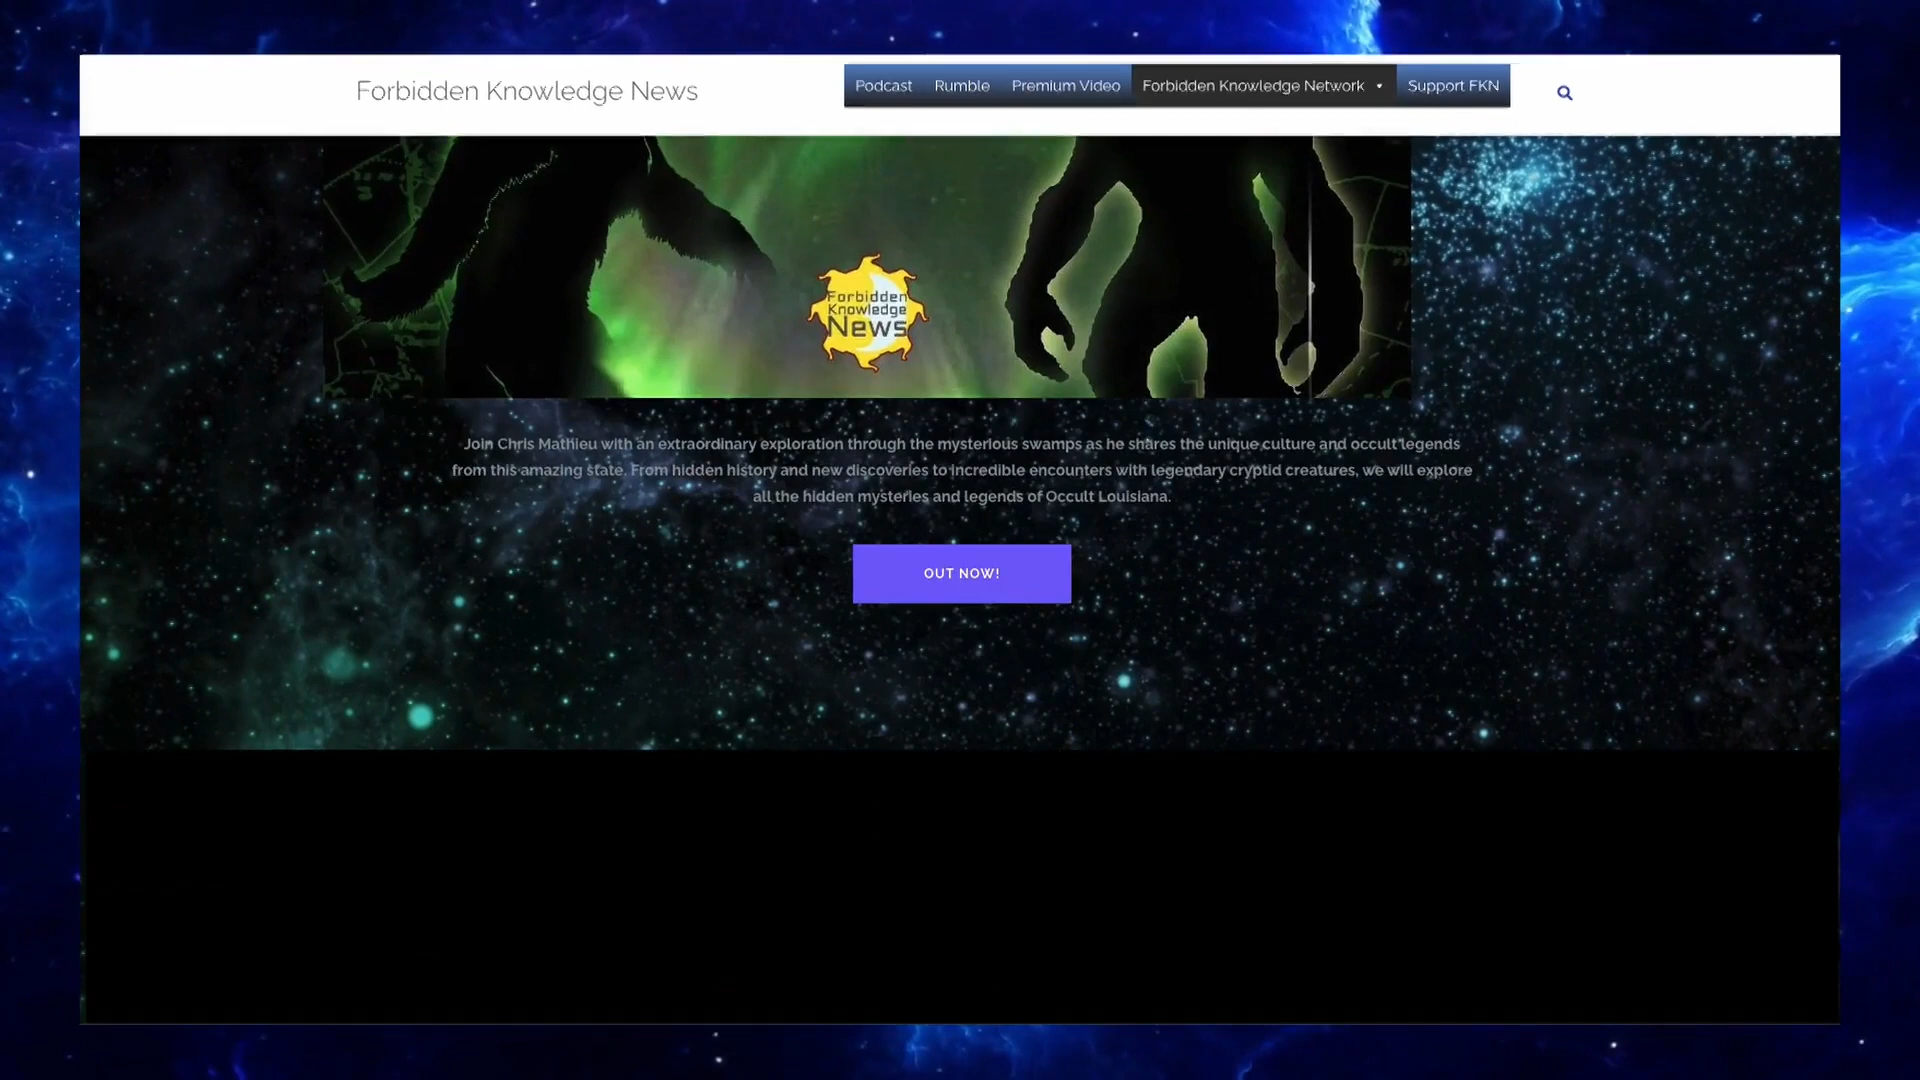 Forbidden Knowledge News
Podcast Rumble Premium Video Forbidden Knowledge Network Support FKN
Forbidden
Knowledge
News
Join Chris Mathieu with an extraordinary exploration through the mysterious swamps as he shares the unique culture and occult legends
from this amazing state. From hidden history and new discoveries to incredible encounters with legendary cryptid creatures, we will explore
all the hidden mysteries and legends of Occult Louisiana.
OUT NOW!